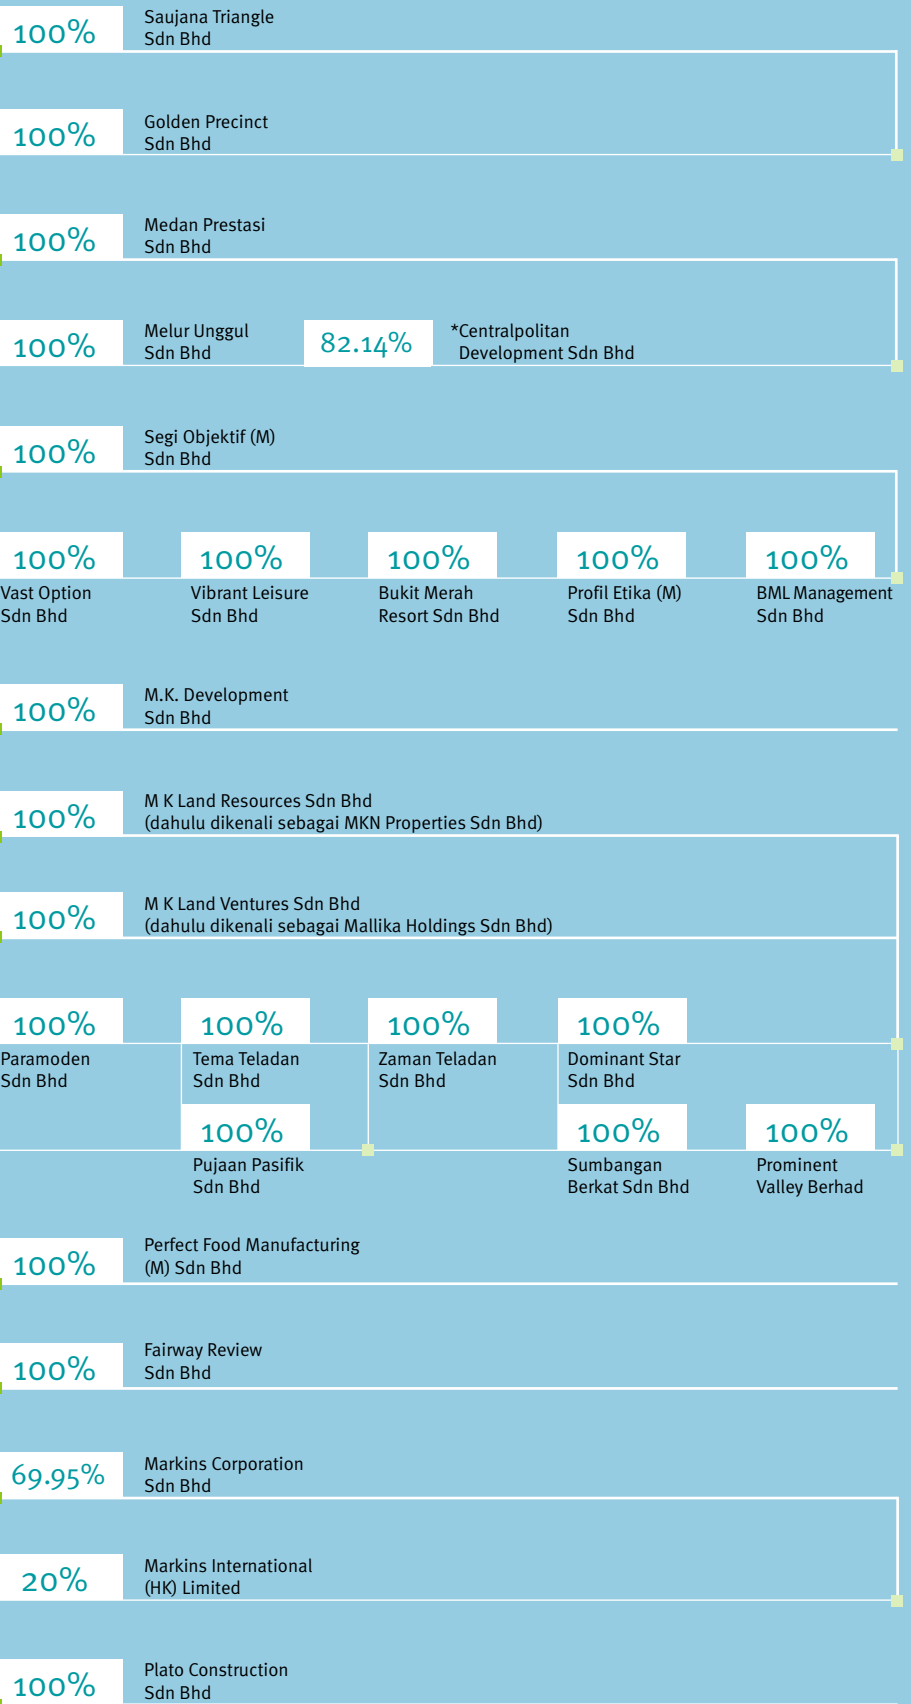 100%
Saujana Triangle
Sdn Bhd
100%
Golden Precinct
Sdn Bhd
100%
Medan Prestasi
Sdn Bhd
100%
Melur Unggul
Sdn Bhd
82.14%
*Centralpolitan
Development Sdn Bhd
100%
Segi Objektif (M)
Sdn Bhd
100%
Vast Option
Sdn Bhd
100%
Vibrant Leisure
Sdn Bhd
100%
Bukit Merah
Resort Sdn Bhd
100%
Profil Etika (M)
Sdn Bhd
100%
BML Management
Sdn Bhd
100%
M.K. Development
Sdn Bhd
100%
M K Land Resources Sdn Bhd
(dahulu dikenali sebagai MKN Properties Sdn Bhd)
100%
M K Land Ventures Sdn Bhd
(dahulu dikenali sebagai Mallika Holdings Sdn Bhd)
100%
Paramoden
Sdn Bhd
100%
Tema Teladan
Sdn Bhd
100%
Zaman Teladan
Sdn Bhd
100%
Dominant Star
Sdn Bhd
100%
Pujaan Pasifik
Sdn Bhd
100%
Sumbangan
Berkat Sdn Bhd
100%
Prominent
Valley Berhad
100%
Perfect Food Manufacturing
(M) Sdn Bhd
100%
Fairway Review
Sdn Bhd
69.95%
Markins Corporation
Sdn Bhd
20%
Markins International
(HK) Limited
100%
Plato Construction
Sdn Bhd